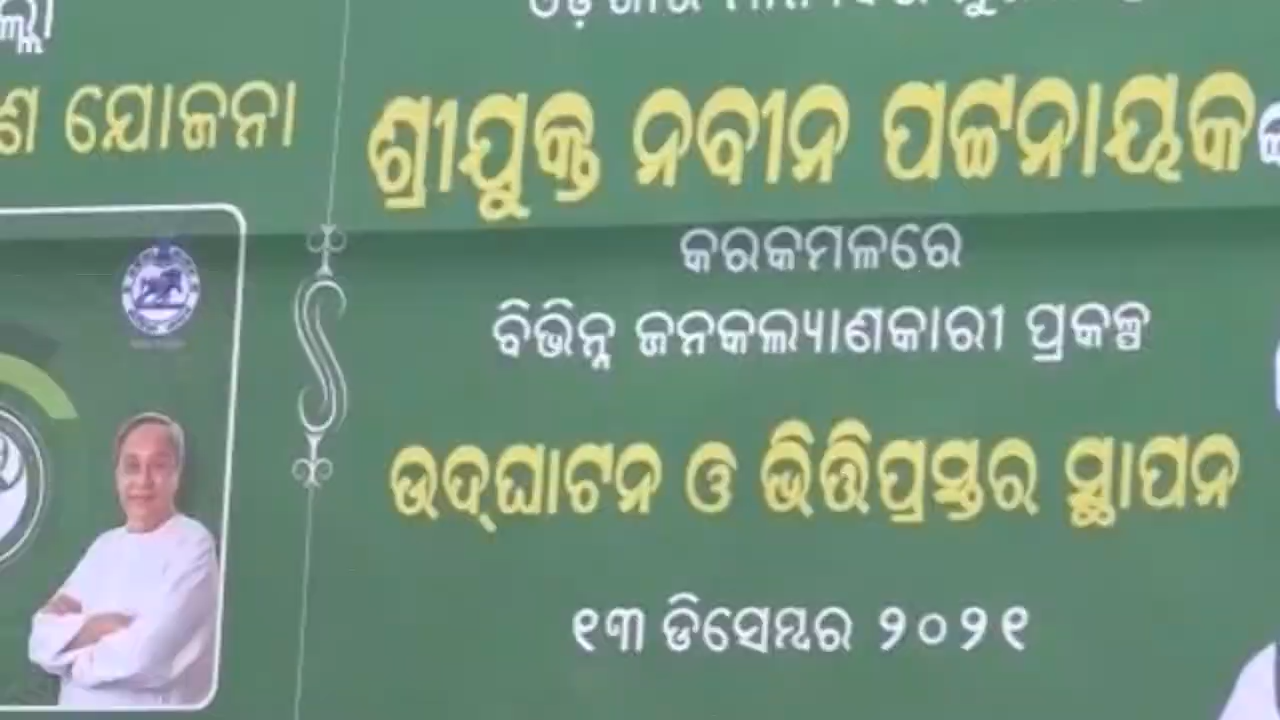 ଯୋଜନା
ଶ୍ରୀଯୁକ୍ତ ନବୀନ ପଟ୍ଟନାୟକ
କରକମଳରେ
ବିଭିନ୍ନ ଜନକଲ୍ୟାଣକାରୀ ପ୍ରକଳ୍ପ
ଉଦ୍‌ଘାଟନ ଓ ଭିତ୍ତିପ୍ରସ୍ତର ସ୍ଥାପନ
୧୩ ଡିସେମ୍ବର ୨୦୨୧